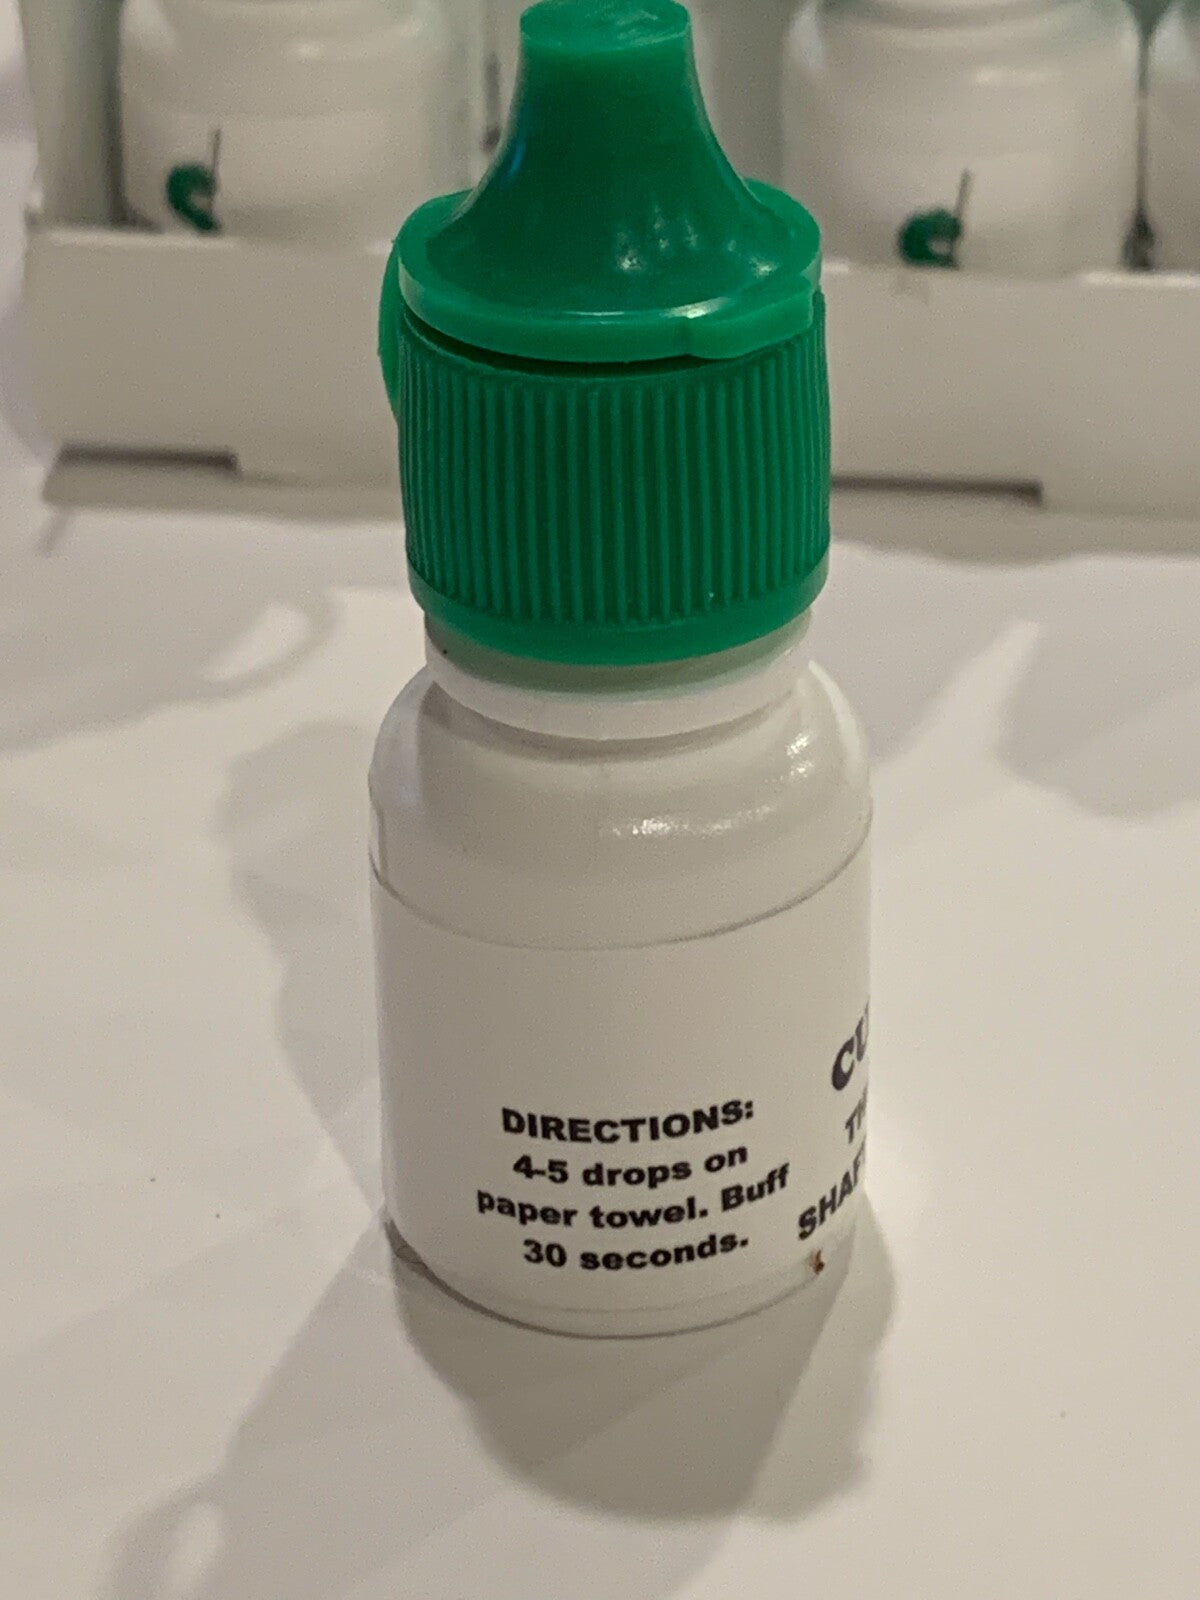 DIRECTIONS:
4-5 drops on
paper towel. Buff
30 seconds.